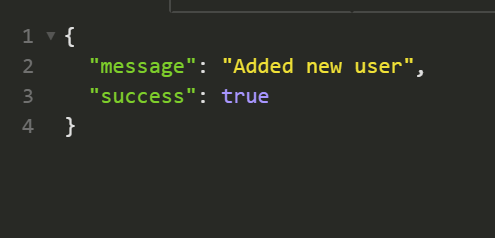 1 {
2 "message": "Added new user",
3 "success": true
4 }